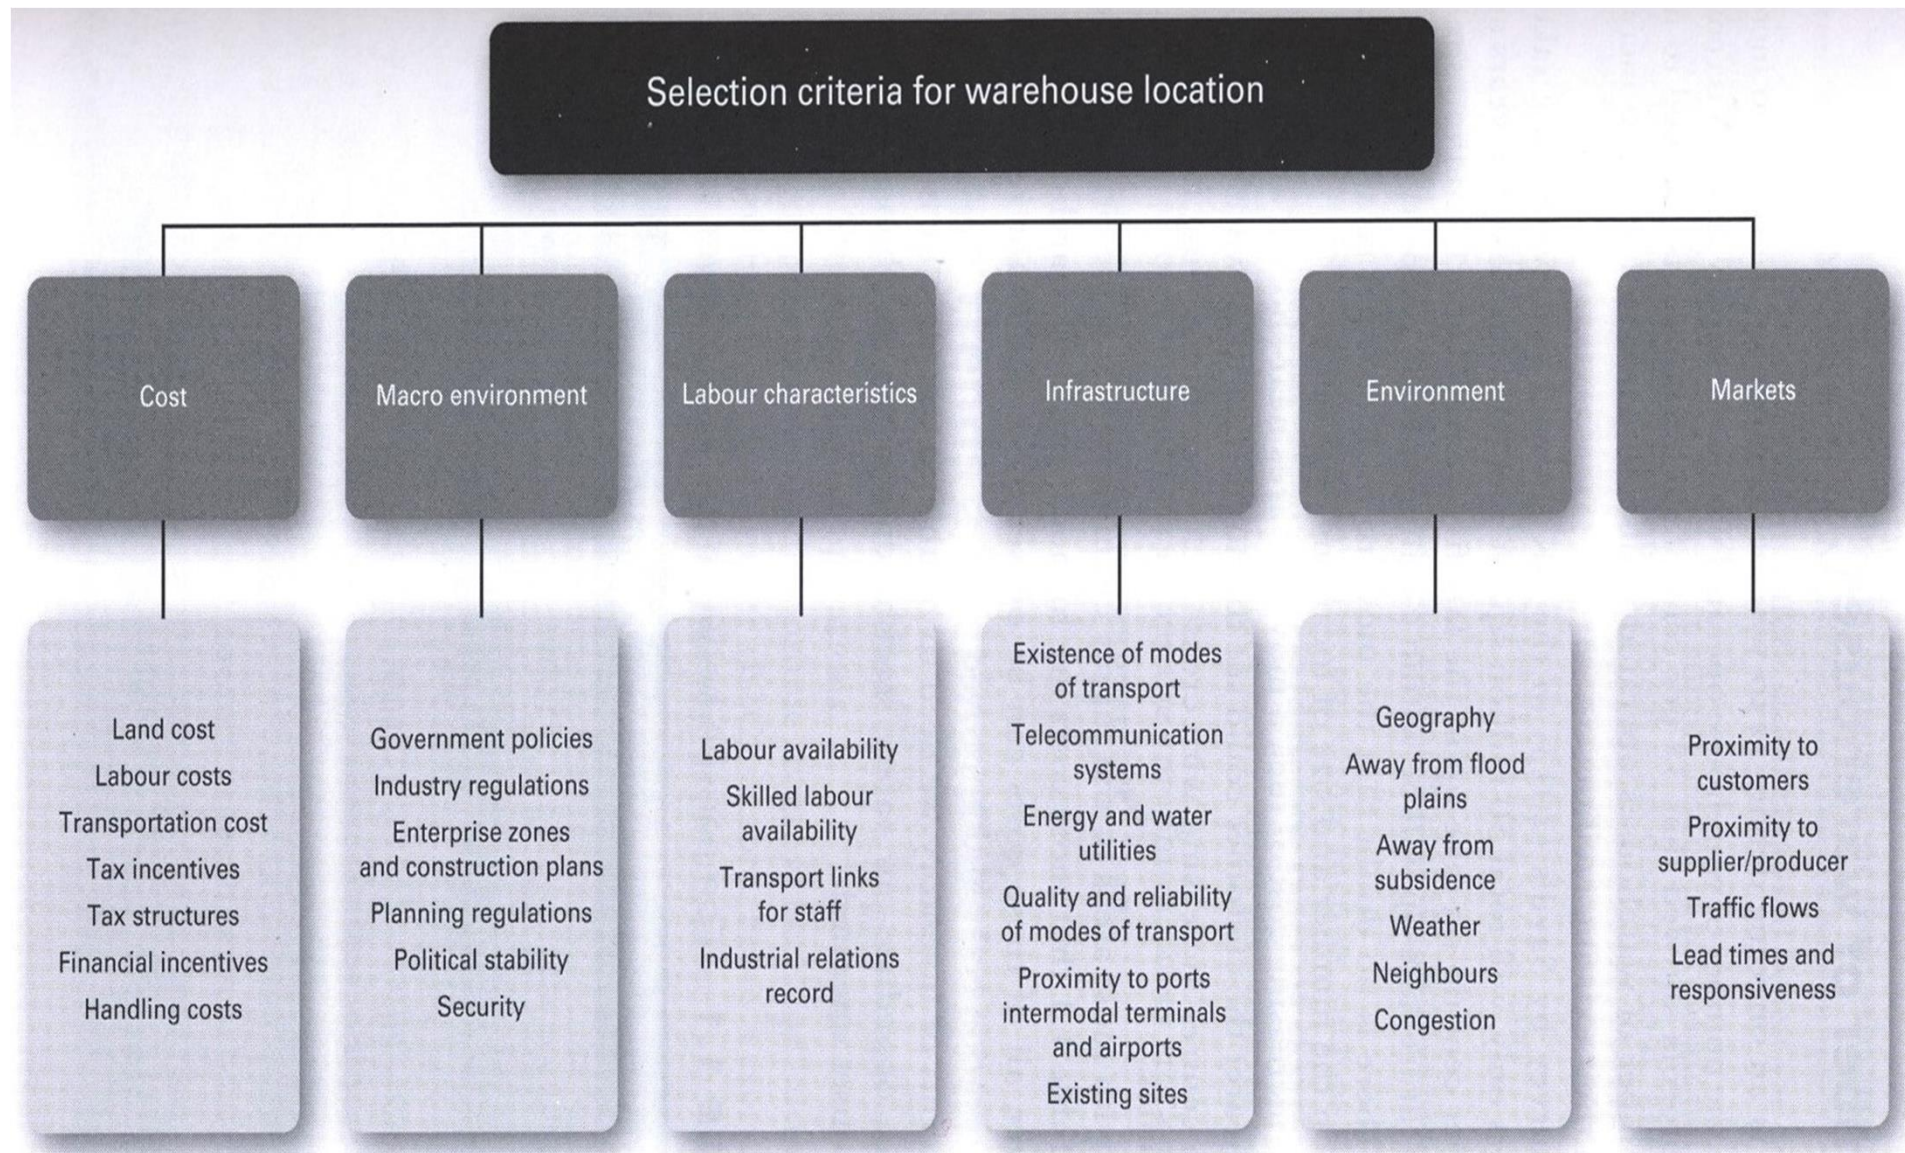 Selection criteria for warehouse location
Cost
Macro environment
Labour characteristics
Infrastructure
Environment
Markets
Land cost
Labour costs
Transportation cost
Tax incentives
Tax structures
Financial incentives
Handling costs
Government policies
Industry regulations
Enterprise zones
and construction plans
Planning regulations
Political stability
Security
Labour availability
Skilled labour
availability
Transport links
for staff
Industrial relations
record
Existence of modes
of transport
Telecommunication
systems
Energy and water
utilities
Quality and reliability
of modes of transport
Proximity to ports
intermodal terminals
and airports
Existing sites
Geography
Away from flood
plains
Away from
subsidence
Weather
Neighbours
Congestion
Proximity to
customers
Proximity to
supplier/producer
Traffic flows
Lead times and
responsiveness